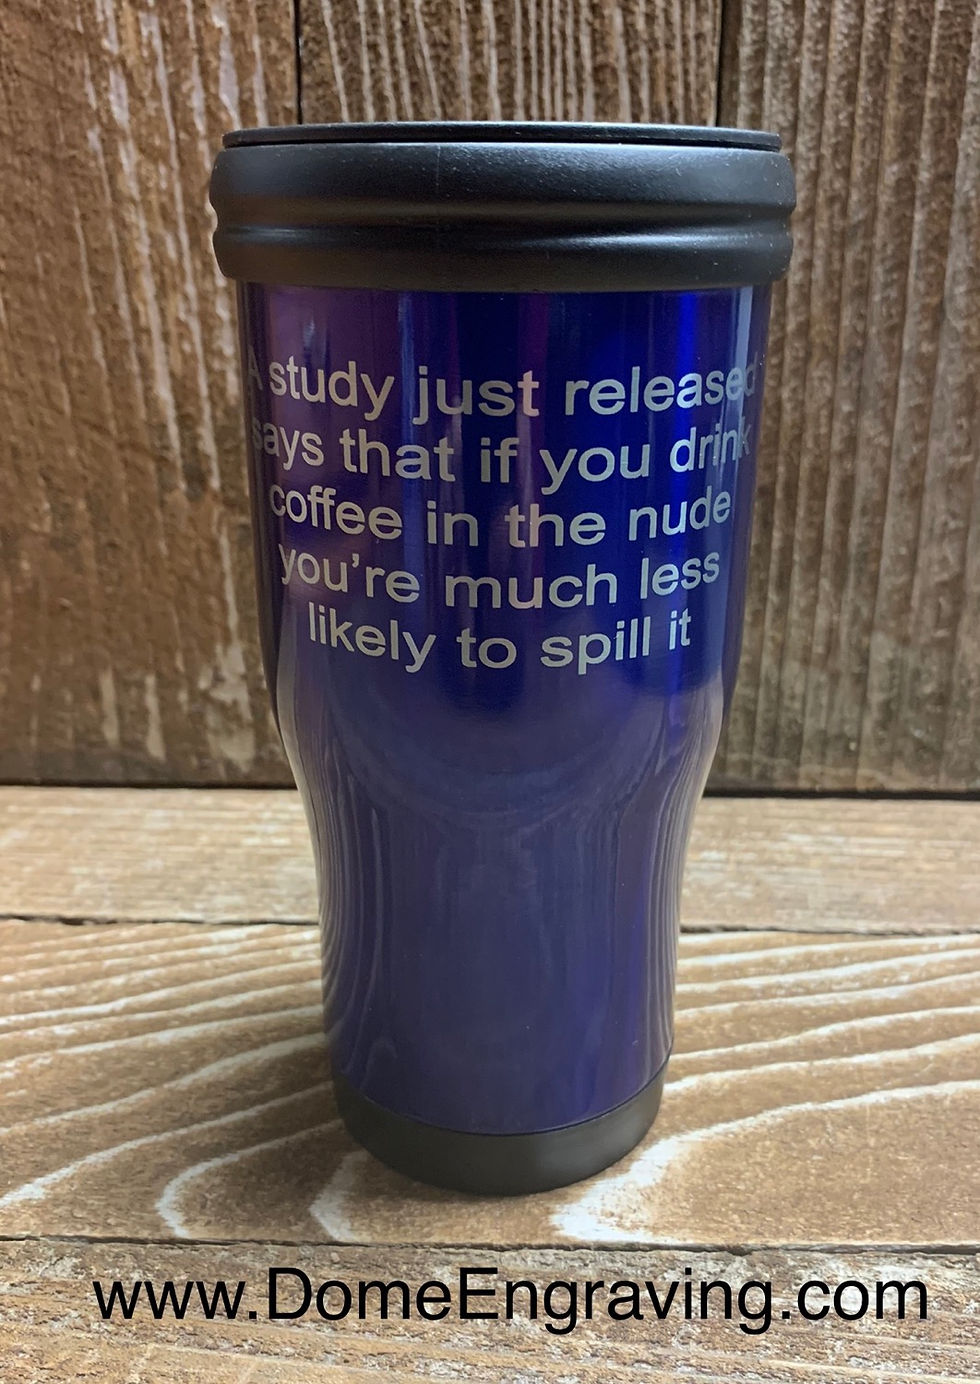 A study just released
says that if you drink
coffee in the nude
you're much less
likely to spill it
www.DomeEngraving.com